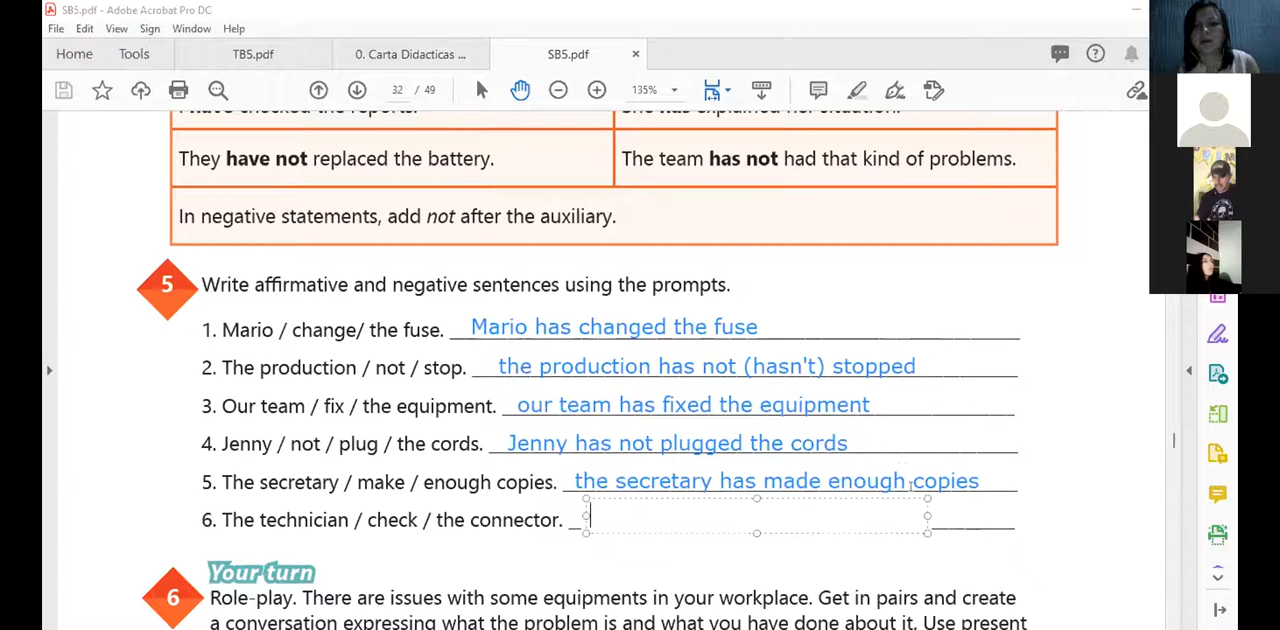 SB5.pdf - Adobe Acrobat Pro DC
File Edit View Sign Window Help
Home Tools TB5.pdf 0. Carta Didacticas ... SB5.pdf ×
32 / 49 135%
checked the reports. explained her situation.
They have not replaced the battery. The team has not had that kind of problems.
In negative statements, add not after the auxiliary.
5 Write affirmative and negative sentences using the prompts.
1. Mario / change/ the fuse. Mario has changed the fuse
2. The production / not / stop. the production has not (hasn't) stopped
3. Our team / fix / the equipment. our team has fixed the equipment
4. Jenny / not / plug / the cords. Jenny has not plugged the cords
5. The secretary / make / enough copies. the secretary has made enough copies
6. The technician / check / the connector.
Your turn
6 Role-play. There are issues with some equipments in your workplace. Get in pairs and create
a conversation expressing what the problem is and what you have done about it. Use present